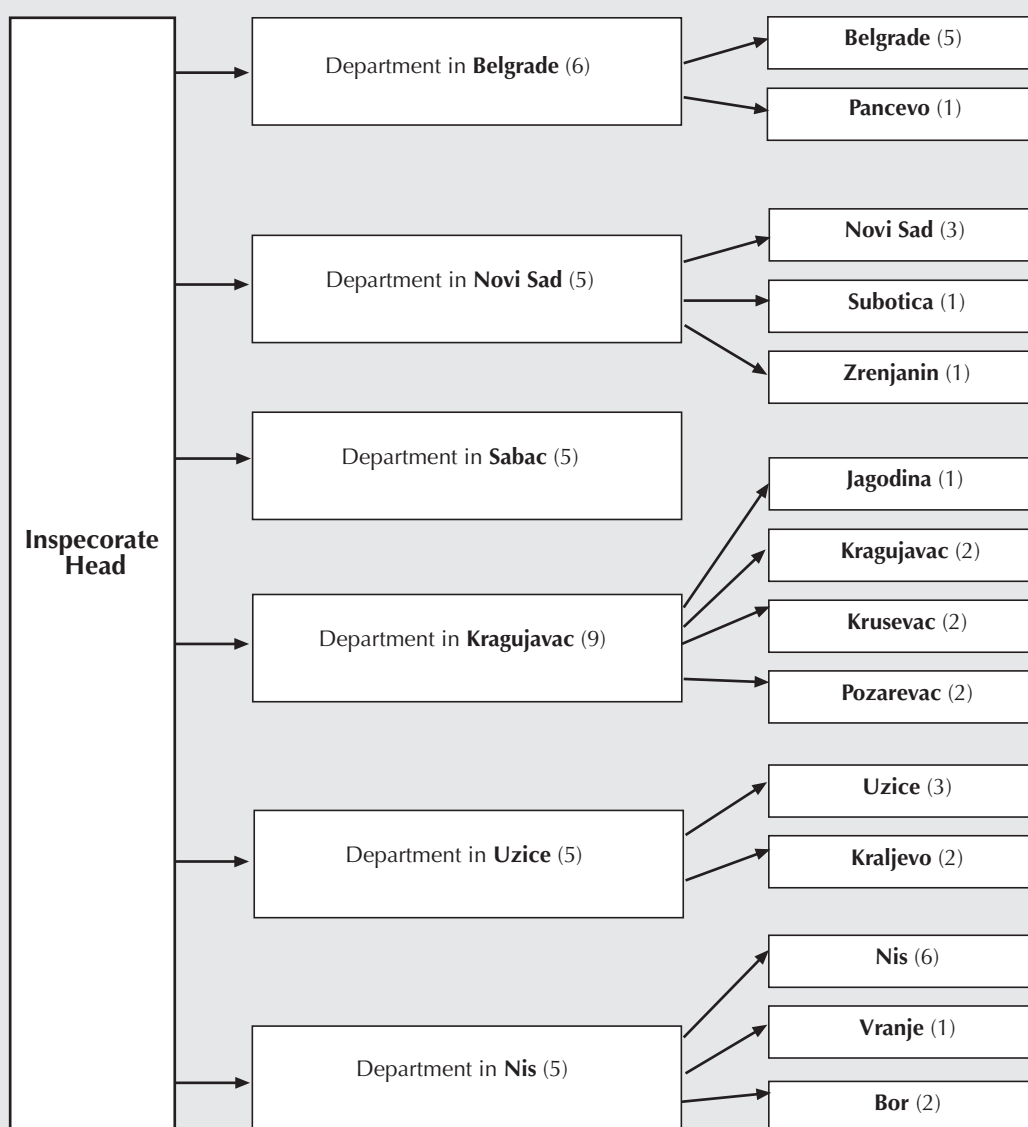 Inspecorate
Head
Department in Belgrade (6)
Belgrade (5)
Pancevo (1)
Department in Novi Sad (5)
Novi Sad (3)
Subotica (1)
Zrenjanin (1)
Department in Sabac (5)
Department in Kragujavac (9)
Jagodina (1)
Kragujavac (2)
Krusevac (2)
Pozarevac (2)
Department in Uzice (5)
Uzice (3)
Kraljevo (2)
Department in Nis (5)
Nis (6)
Vranje (1)
Bor (2)